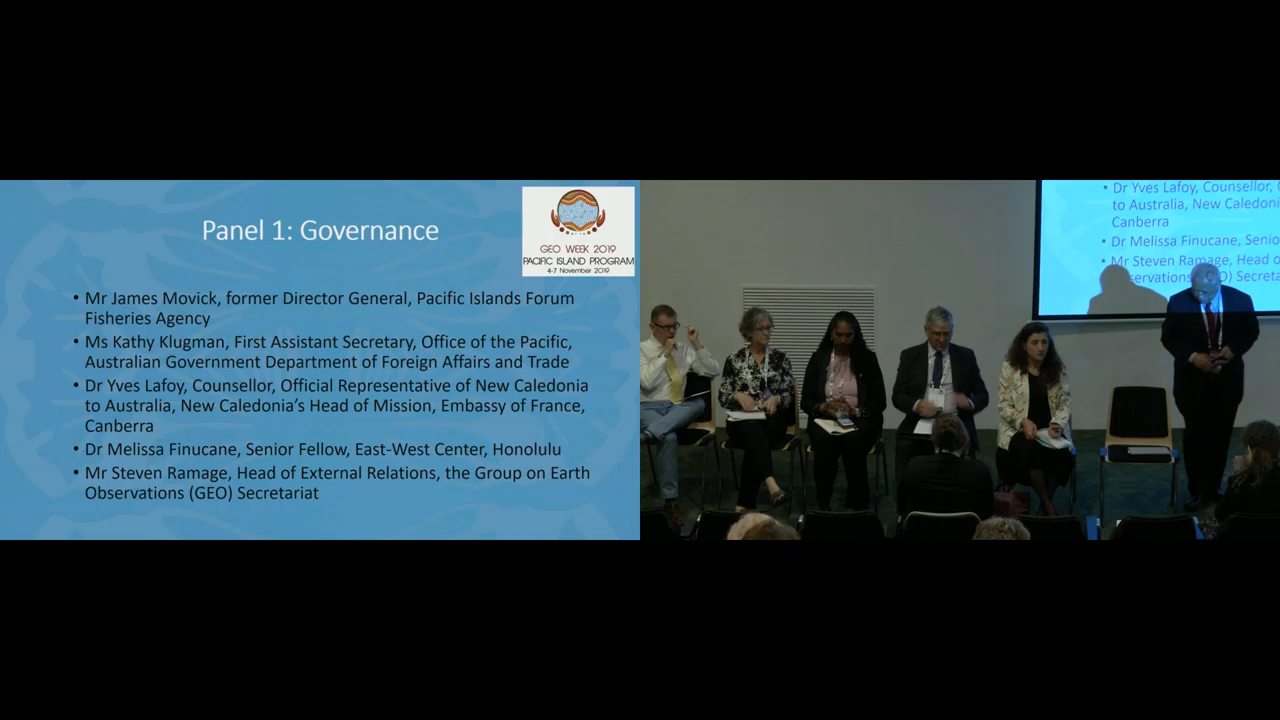 Panel 1: Governance
GEO WEEK 2019
PACIFIC ISLAND PROGRAM
4-7 November 2019
• Mr James Movick, former Director General, Pacific Islands Forum
Fisheries Agency
• Ms Kathy Klugman, First Assistant Secretary, Office of the Pacific,
Australian Government Department of Foreign Affairs and Trade
• Dr Yves Lafoy, Counsellor, Official Representative of New Caledonia
to Australia, New Caledonia’s Head of Mission, Embassy of France,
Canberra
• Dr Melissa Finucane, Senior Fellow, East-West Center, Honolulu
• Mr Steven Ramage, Head of External Relations, the Group on Earth
Observations (GEO) Secretariat
• Dr Yves Lafoy, Counsellor,
to Australia, New Caledoni
Canberra
• Dr Melissa Finucane, Senio
• Mr Steven Ramage, Head o
Secreta